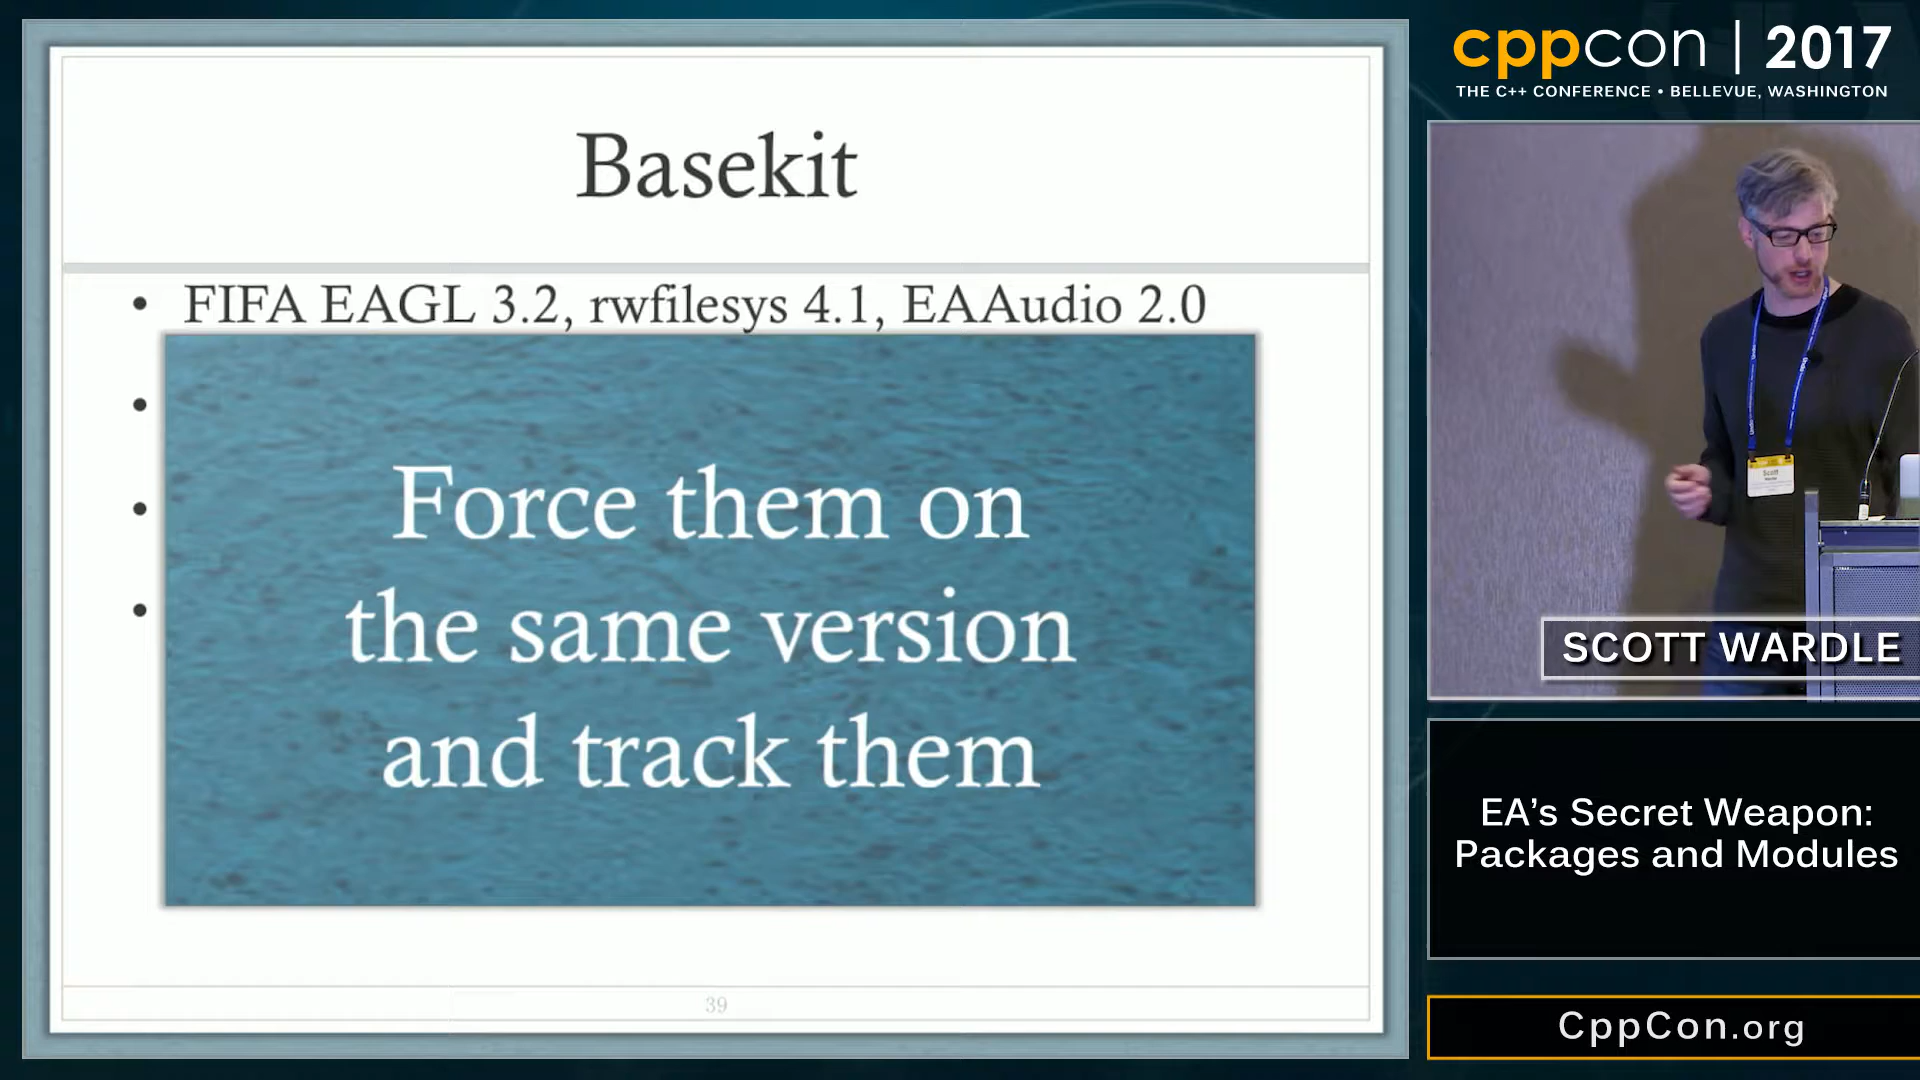 Basekit
• FIFA EAGL 3.2, rwfilesys 4.1, EAAudio 2.0
Force them on
the same version
and track them
39
cppcon | 2017
THE C++ CONFERENCE • BELLEVUE, WASHINGTON
Scott
SCOTT WARDLE
EA’s Secret Weapon:
Packages and Modules
CppCon.org